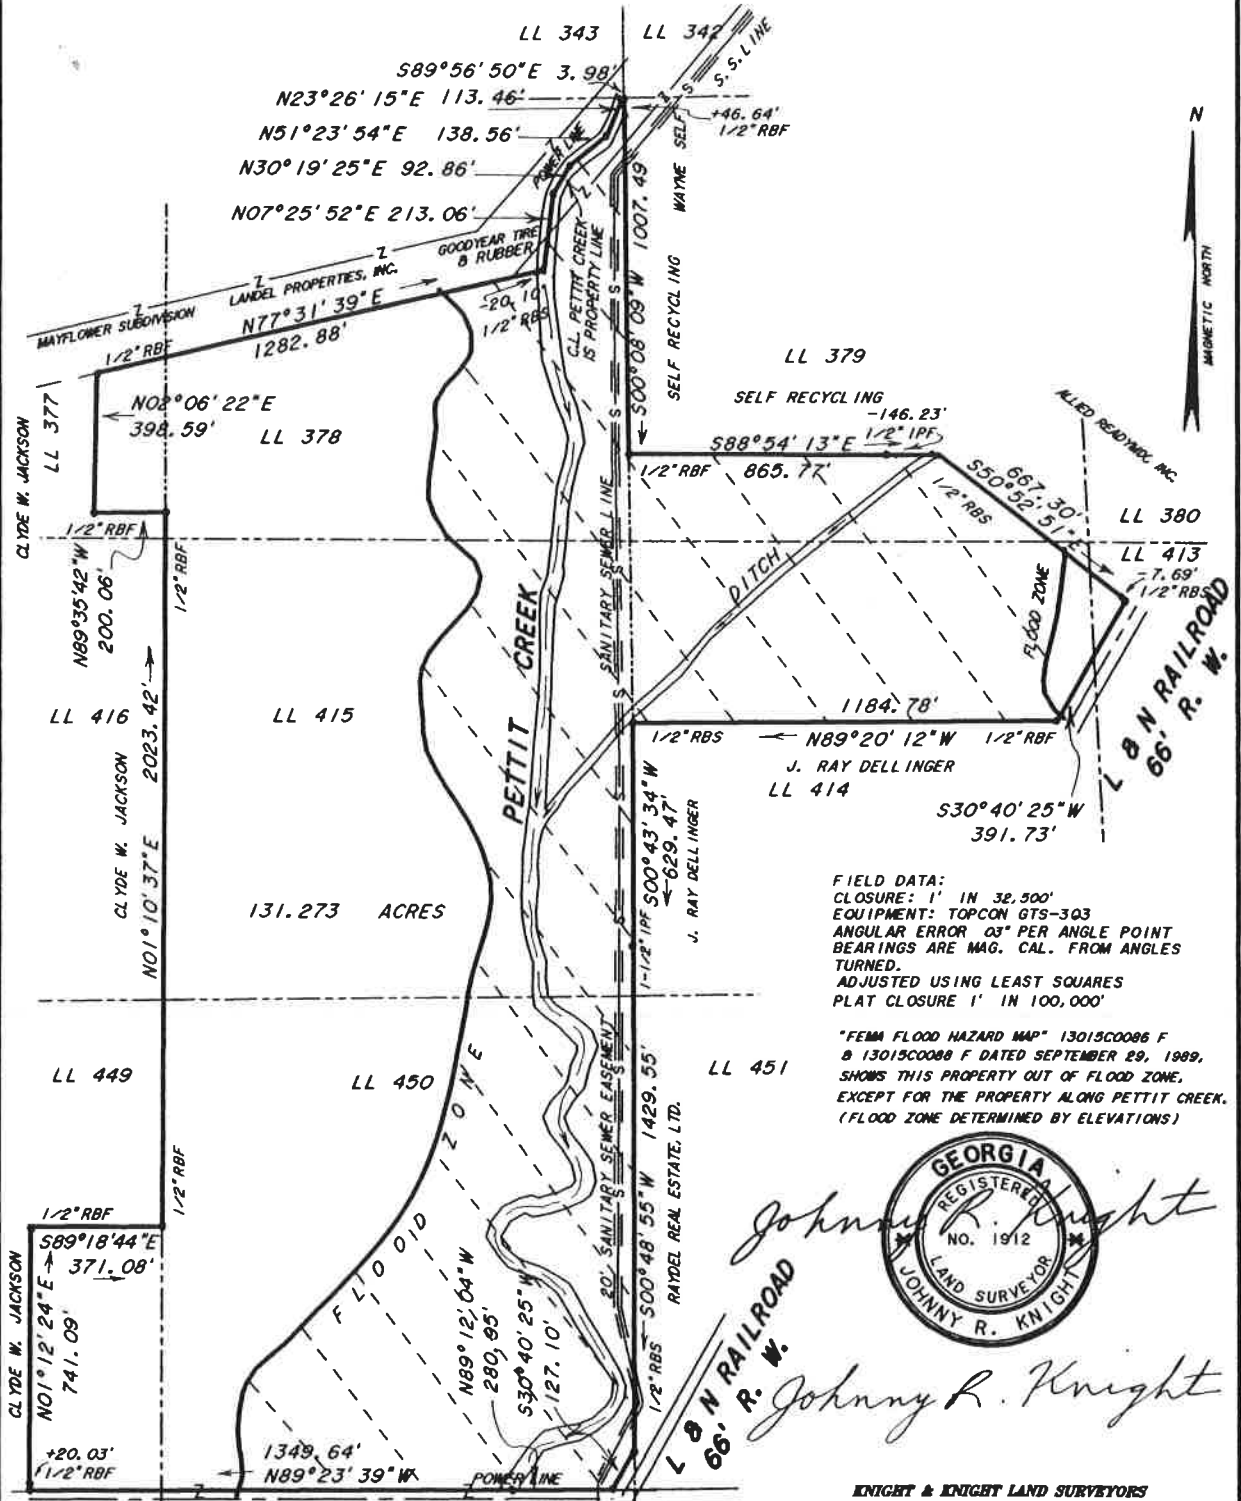 LL 343 LL 342
S.S. LINE
S89°56'50"E 3.98'
N23°26'15"E 113.46'
N51°23'54"E 138.56'
N30°19'25"E 92.86'
N07°25'52"E 213.06'
+46.64'
1/2" RBF
N
MAGNETIC NORTH
POWER LINE
WAYNE SELF
SELF RECYCLING
S00°08'09"W 1007.49
C.L. PETTIT CREEK
IS PROPERTY LINE
GOODYEAR TIRE
& RUBBER
LANDEL PROPERTIES, INC.
MAYFLOWER SUBDIVISION
N77°31'39"E
1282.88'
-20.10'
1/2" RBS
1/2" RBF
N02°06'22"E
398.59'
LL 377
LL 378
LL 379
CLYDE W. JACKSON
SELF RECYCLING
-146.23'
1/2" IPF
S88°54'13"E
1/2" RBF 865.77'
ALLIED READYMIX, INC.
667.30'
S50°52'51"E
1/2" RBS
LL 380
LL 413
-7.69'
1/2" RBS
1/2" RBF
N89°35'42"W
200.06'
1/2" RBF
SANITARY SEWER LINE
DITCH
FLOOD ZONE
L & N RAILROAD
66' R. W.
PETTIT CREEK
LL 416
LL 415
1184.78'
1/2" RBS N89°20'12"W 1/2" RBF
J. RAY DELLINGER
LL 414
S30°40'25"W
391.73'
CLYDE W. JACKSON
N01°10'37"E 2023.42'
S00°43'34"W
629.47'
J. RAY DELLINGER
1-1/2" IPF
131.273 ACRES
FIELD DATA:
CLOSURE: 1' IN 32,500'
EQUIPMENT: TOPCON GTS-303
ANGULAR ERROR 03" PER ANGLE POINT
BEARINGS ARE MAG. CAL. FROM ANGLES
TURNED.
ADJUSTED USING LEAST SQUARES
PLAT CLOSURE 1' IN 100,000'
"FEMA FLOOD HAZARD MAP" 13015C0086 F
& 13015C0088 F DATED SEPTEMBER 29, 1989,
SHOWS THIS PROPERTY OUT OF FLOOD ZONE,
EXCEPT FOR THE PROPERTY ALONG PETTIT CREEK.
(FLOOD ZONE DETERMINED BY ELEVATIONS)
LL 449
LL 450
LL 451
FLOOD ZONE
20' SANITARY SEWER EASEMENT
S00°48'55"W 1429.55'
RAYDEL REAL ESTATE, LTD.
1/2" RBF
1/2" RBF
S89°18'44"E
371.08'
CLYDE W. JACKSON
N01°12'24"E
741.09'
N89°12'04"W
280.85'
S30°40'25"W
127.10'
1/2" RBS
L & N RAILROAD
66' R. W.
GEORGIA
REGISTERED
NO. 1912
LAND SURVEYOR
JOHNNY R. KNIGHT
Johnny R. Knight
Johnny R. Knight
+20.03'
1/2" RBF
1349.64'
N89°23'39"W
POWER LINE
KNIGHT & KNIGHT LAND SURVEYORS